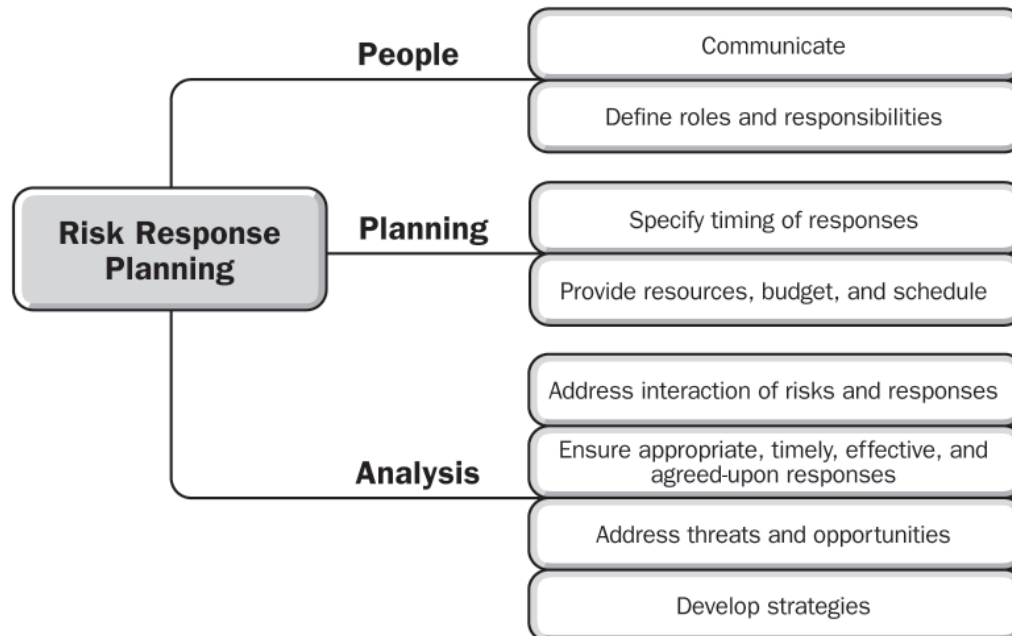 People
Communicate
Define roles and responsibilities
Risk Response
Planning
Planning
Specify timing of responses
Provide resources, budget, and schedule
Analysis
Address interaction of risks and responses
Ensure appropriate, timely, effective, and
agreed-upon responses
Address threats and opportunities
Develop strategies